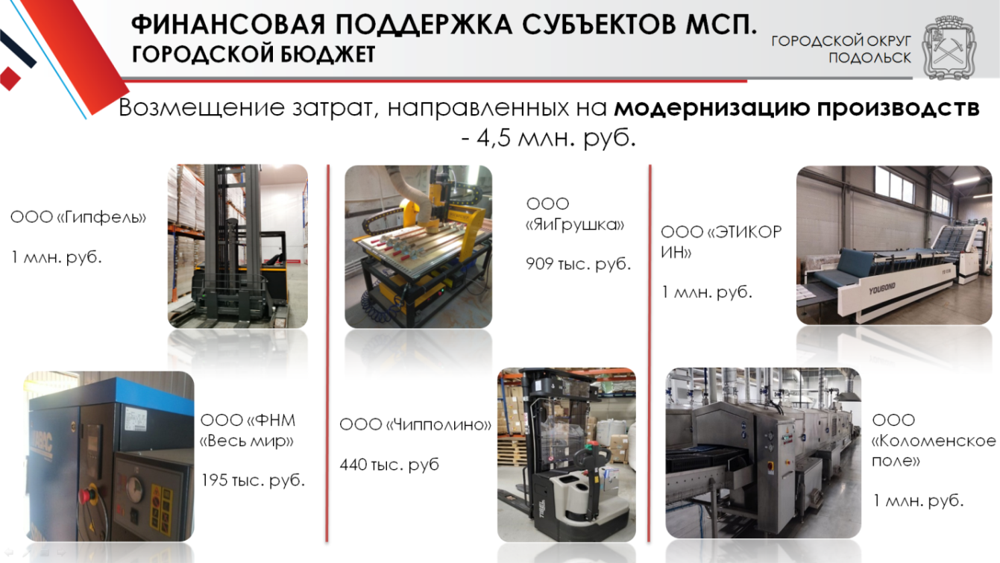 ФИНАНСОВАЯ ПОДДЕРЖКА СУБЪЕКТОВ МСП.
ГОРОДСКОЙ БЮДЖЕТ
ГОРОДСКОЙ ОКРУГ
ПОДОЛЬСК
Возмещение затрат, направленных на модернизацию производств
- 4,5 млн. руб.
ООО «Гипфель»
1 млн. руб.
ООО
«ЯиГрушка»
909 тыс. руб.
ООО «ЭТИКОР
ИН»
1 млн. руб.
YOUBOND
ООО «ФНМ
«Весь мир»
195 тыс. руб.
ООО «Чипполино»
440 тыс. руб
ООО
«Коломенское
поле»
1 млн. руб.